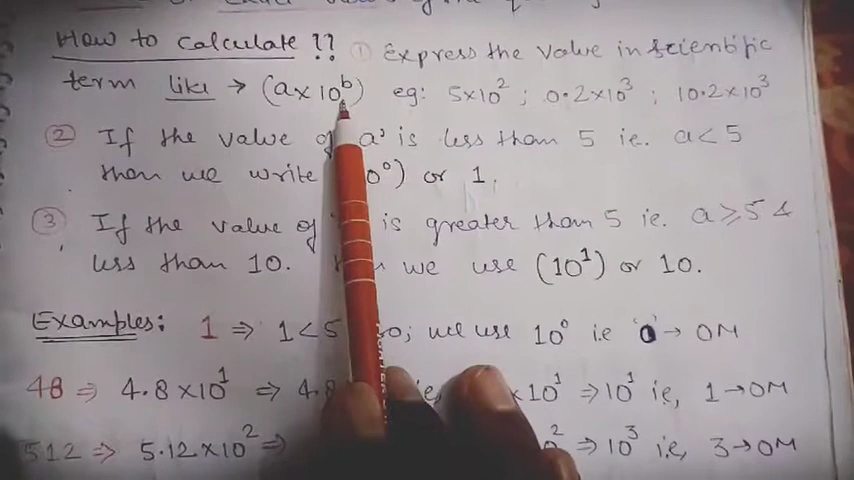 How to calculate ?? ① Express the value in scientific
term like → (a×10^b) eg: 5×10² ; 0.2×10³ ; 10.2×10³
② If the value of a' is less than 5 ie. a<5
than we write 0⁰) or 1.
③ If the value of is greater than 5 ie. a≥5 &
less than 10. we use (10¹) or 10.
Examples: 1 ⇒ 1<5 so; we use 10⁰ i.e '0' → OM
48 ⇒ 4.8×10¹ ⇒ 4.8 ie, ×10¹ ⇒10¹ ie, 1→OM
512 ⇒ 5.12×10² ⇒ ² ⇒ 10³ i.e, 3→OM